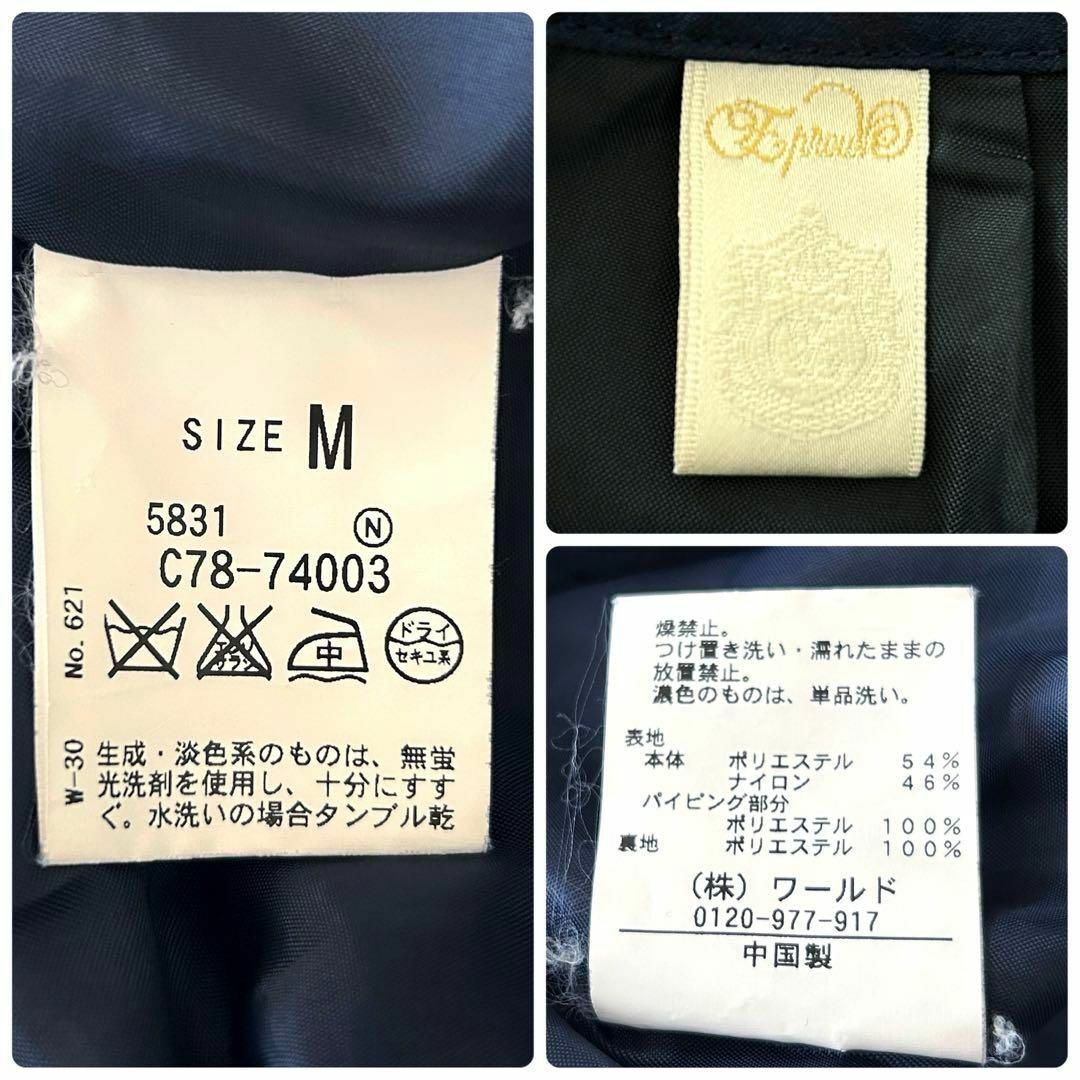 SIZE M
5831 Ⓝ
C78-74003
No. 621
W-30
中
ドライ
セキユ系
生成・淡色系のものは、無蛍
光洗剤を使用し、十分にすす
ぐ。水洗いの場合タンブル乾
燥禁止。
つけ置き洗い・濡れたままの
放置禁止。
濃色のものは、単品洗い。
表地
本体 ポリエステル 54%
ナイロン 46%
パイピング部分
ポリエステル 100%
裏地 ポリエステル 100%
(株) ワールド
0120-977-917
中国製